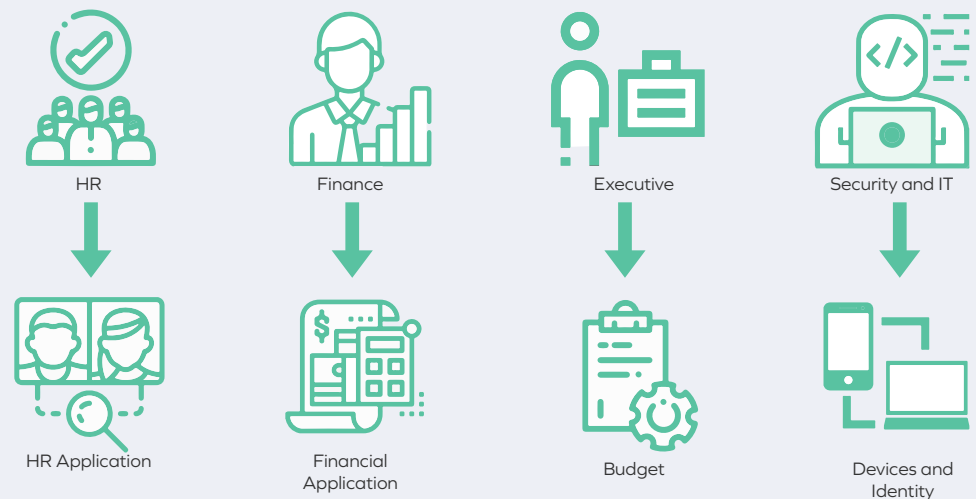 HR
Finance
Executive
Security and IT
</>
$
HR Application
Financial
Application
Budget
Devices and
Identity